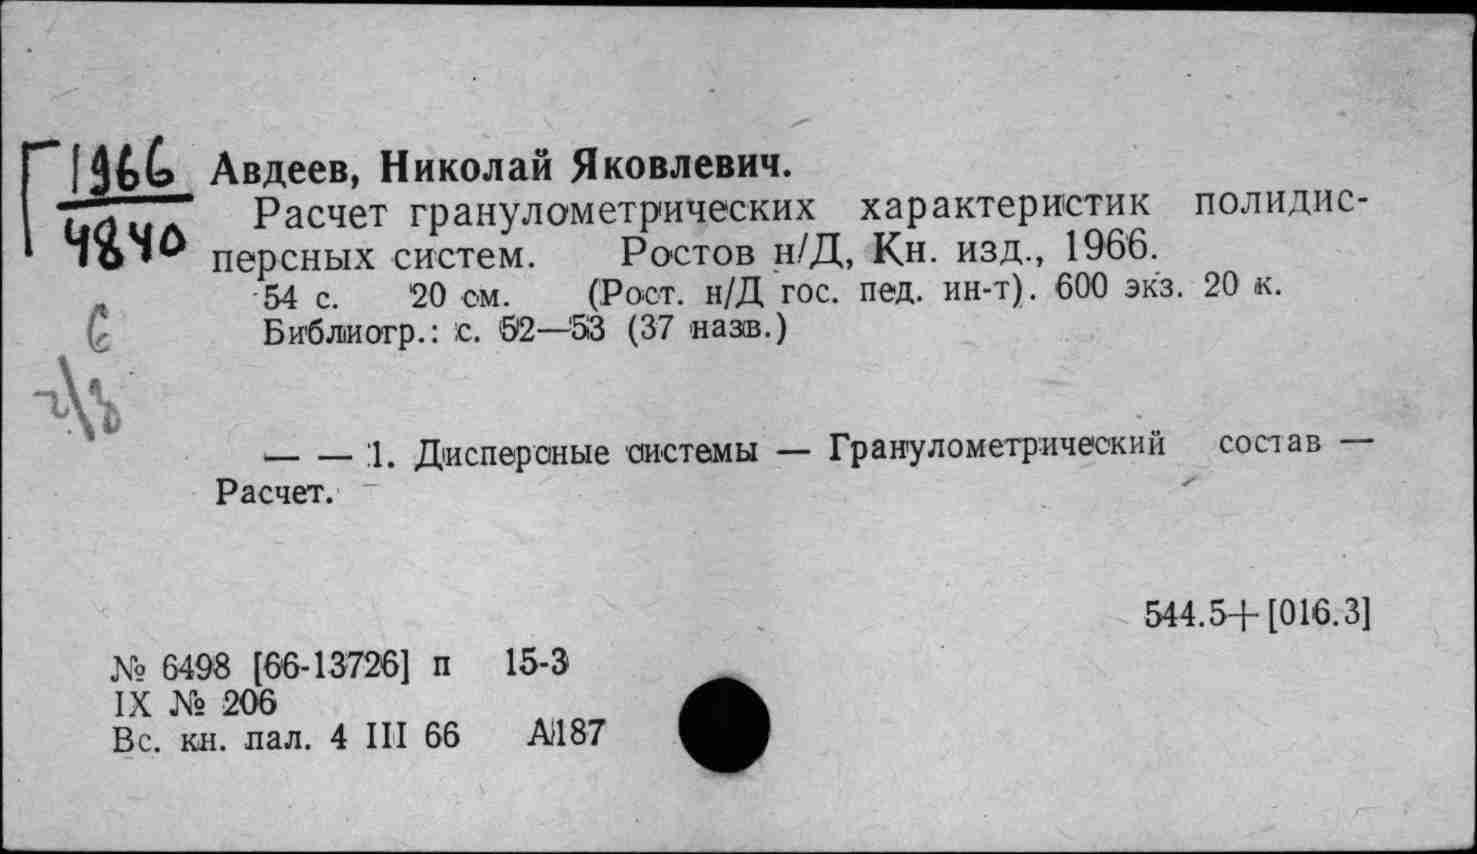 Г 1966
4840
Авдеев, Николай Яковлевич.
Расчет гранулометрических характеристик полидис-
персных систем. Ростов н/Д, Кн. изд., 1966.
54 с. 20 см. (Рост. н/Д гос. пед. ин-т). 600 экз. 20 к.
Библиогр.: с. 52—53 (37 назв.)
— — 1. Дисперсные системы — Гранулометрический состав —
Расчет.
544.5+[016.3]
№ 6498 [66-13726] п 15-3
IX № 206
Вс. кн. пал. 4 III 66 А187